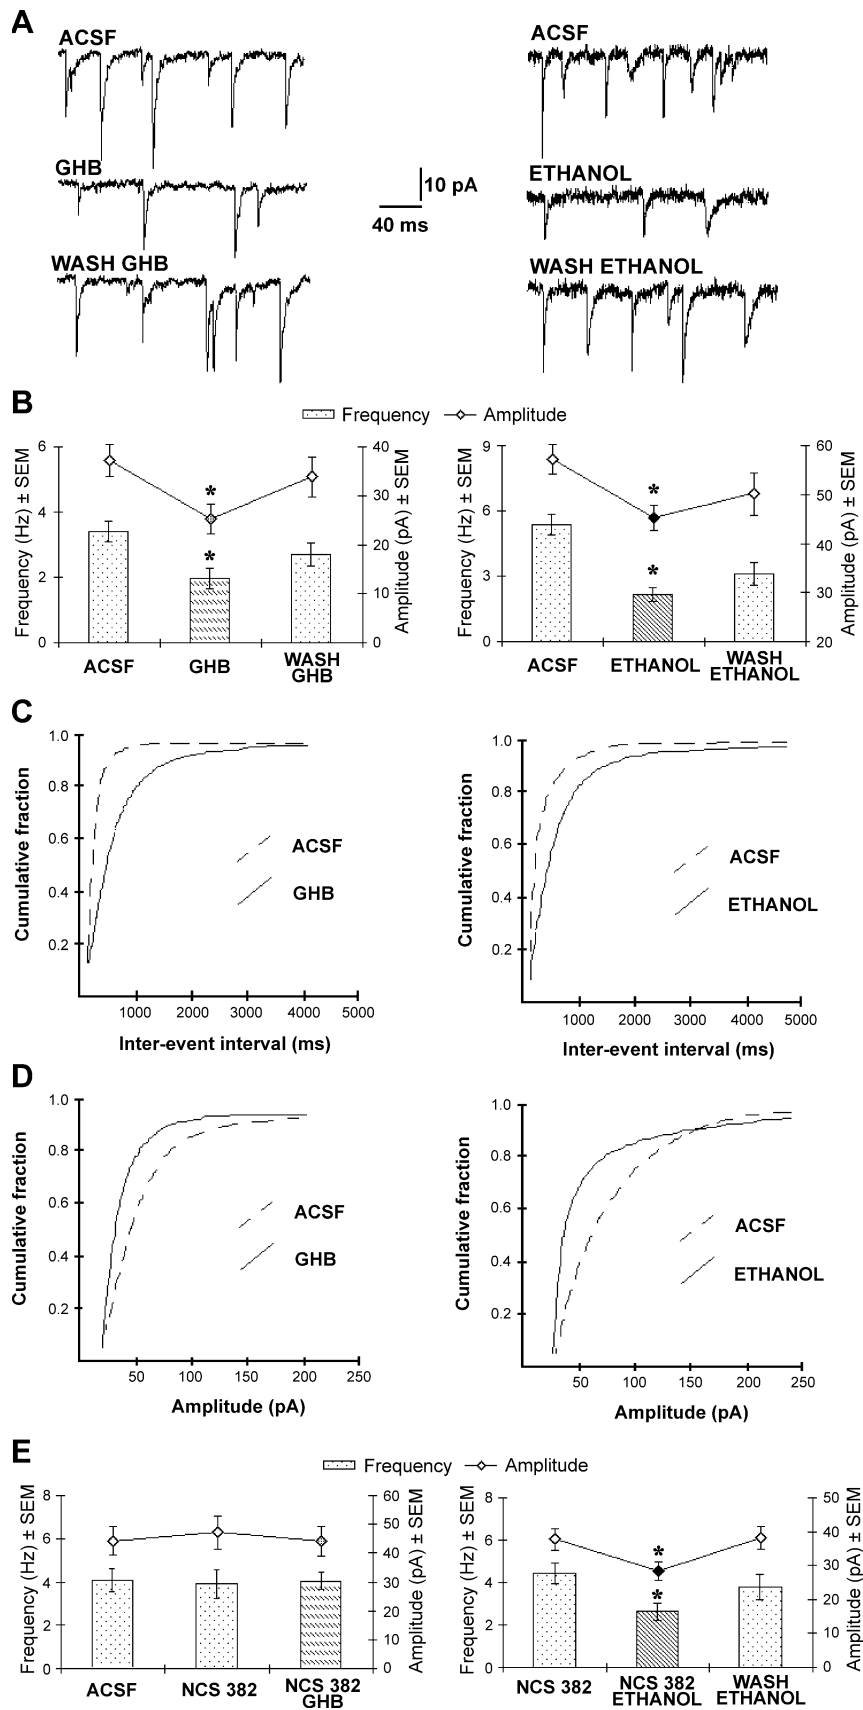 A
ACSF
ACSF
GHB
ETHANOL
10 pA
40 ms
WASH GHB
WASH ETHANOL
B
Frequency
Amplitude
Frequency (Hz) ± SEM
6
4
2
0
40
30
20
10
0
Amplitude (pA) ± SEM
*
*
ACSF
GHB
WASH
GHB
Frequency (Hz) ± SEM
9
6
3
0
60
50
40
30
20
Amplitude (pA) ± SEM
*
*
ACSF
ETHANOL
WASH
ETHANOL
C
Cumulative fraction
1.0
0.8
0.6
0.4
0.2
ACSF
GHB
1000
2000
3000
4000
5000
Inter-event interval (ms)
Cumulative fraction
1.0
0.8
0.6
0.4
0.2
ACSF
ETHANOL
1000
2000
3000
4000
5000
Inter-event interval (ms)
D
Cumulative fraction
1.0
0.8
0.6
0.4
0.2
ACSF
GHB
50
100
150
200
250
Amplitude (pA)
Cumulative fraction
1.0
0.8
0.6
0.4
0.2
ACSF
ETHANOL
50
100
150
200
250
Amplitude (pA)
E
Frequency
Amplitude
Frequency (Hz) ± SEM
8
6
4
2
0
60
50
40
30
20
10
0
Amplitude (pA) ± SEM
ACSF
NCS 382
NCS 382
GHB
Frequency (Hz) ± SEM
8
6
4
2
0
50
40
30
20
10
0
Amplitude (pA) ± SEM
*
*
NCS 382
NCS 382
ETHANOL
WASH
ETHANOL